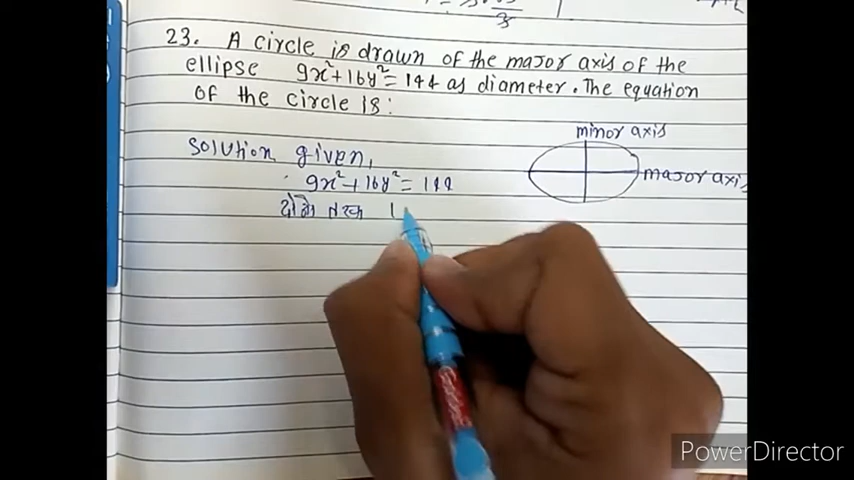 23. A circle is drawn of the major axis of the
ellipse 9x²+16y²=144 as diameter. The equation
of the circle is:
minor axis
major axis
Solution given,
9x²+16y²=144
PowerDirector